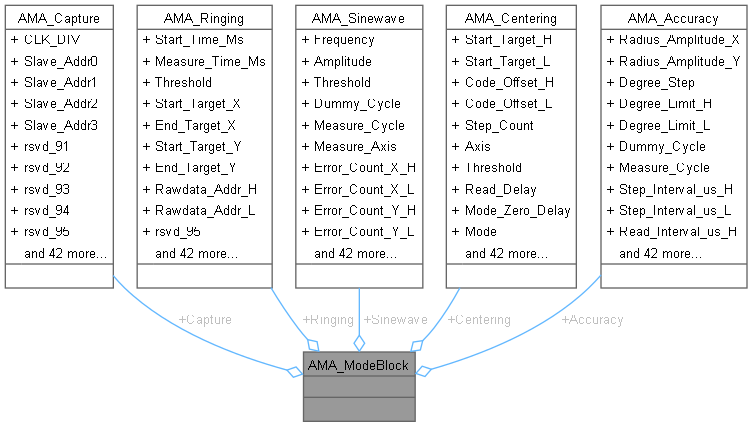 AMA_Capture
+ CLK_DIV
+ Slave_Addr0
+ Slave_Addr1
+ Slave_Addr2
+ Slave_Addr3
+ rsvd_91
+ rsvd_92
+ rsvd_93
+ rsvd_94
+ rsvd_95
and 42 more...
AMA_Ringing
+ Start_Time_Ms
+ Measure_Time_Ms
+ Threshold
+ Start_Target_X
+ End_Target_X
+ Start_Target_Y
+ End_Target_Y
+ Rawdata_Addr_H
+ Rawdata_Addr_L
+ rsvd_95
and 42 more...
AMA_Sinewave
+ Frequency
+ Amplitude
+ Threshold
+ Dummy_Cycle
+ Measure_Cycle
+ Measure_Axis
+ Error_Count_X_H
+ Error_Count_X_L
+ Error_Count_Y_H
+ Error_Count_Y_L
and 42 more...
AMA_Centering
+ Start_Target_H
+ Start_Target_L
+ Code_Offset_H
+ Code_Offset_L
+ Step_Count
+ Axis
+ Threshold
+ Read_Delay
+ Mode_Zero_Delay
+ Mode
and 42 more...
AMA_Accuracy
+ Radius_Amplitude_X
+ Radius_Amplitude_Y
+ Degree_Step
+ Degree_Limit_H
+ Degree_Limit_L
+ Dummy_Cycle
+ Measure_Cycle
+ Step_Interval_us_H
+ Step_Interval_us_L
+ Read_Interval_us_H
and 42 more...
+Capture
+Ringing
+Sinewave
+Centering
+Accuracy
AMA_ModeBlock